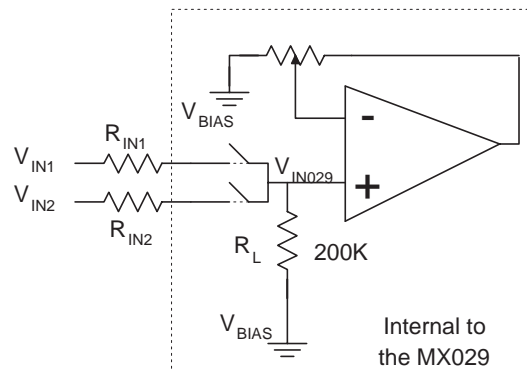 V_BIAS
R_IN1
V_IN1
V_IN029
V_IN2
R_IN2
R_L 200K
V_BIAS
Internal to
the MX029
-
+